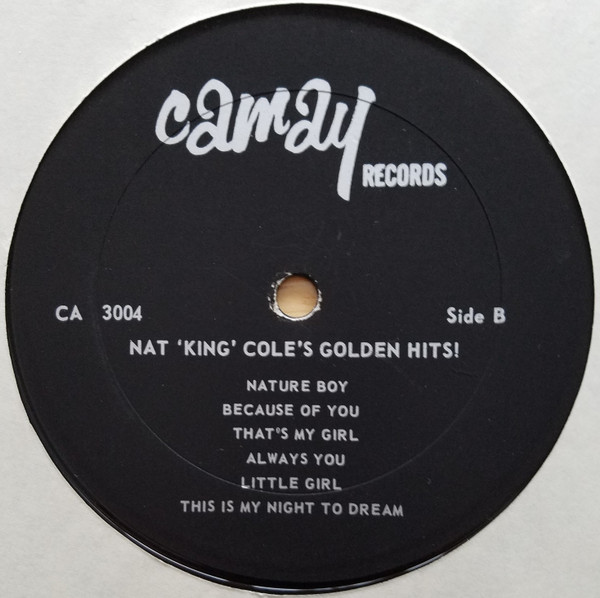 camay
RECORDS
CA 3004
Side B
NAT ‘KING’ COLE’S GOLDEN HITS!
NATURE BOY
BECAUSE OF YOU
THAT'S MY GIRL
ALWAYS YOU
LITTLE GIRL
THIS IS MY NIGHT TO DREAM